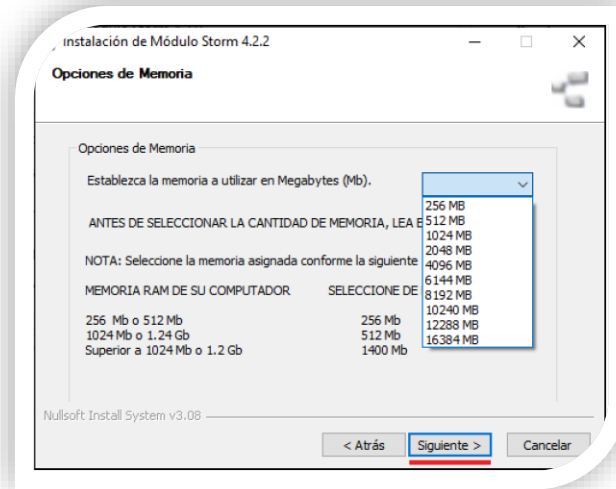 Instalación de Módulo Storm 4.2.2
Opciones de Memoria
Opciones de Memoria
Establezca la memoria a utilizar en Megabytes (Mb).
256 MB
512 MB
1024 MB
2048 MB
4096 MB
6144 MB
8192 MB
10240 MB
12288 MB
16384 MB
ANTES DE SELECCIONAR LA CANTIDAD DE MEMORIA, LEA
NOTA: Seleccione la memoria asignada conforme la siguiente
MEMORIA RAM DE SU COMPUTADOR SELECCIONE DE
256 Mb o 512 Mb 256 Mb
1024 Mb o 1.24 Gb 512 Mb
Superior a 1024 Mb o 1.2 Gb 1400 Mb
Nullsoft Install System v3.08
< Atrás Siguiente > Cancelar